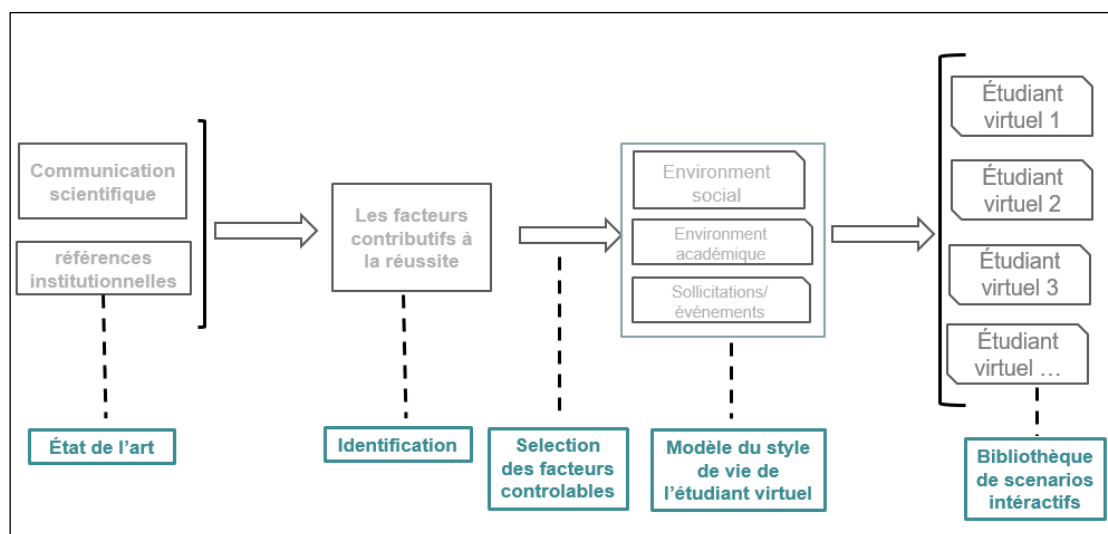 Communication
scientifique
références
institutionnelles
Les facteurs
contributifs à
la réussite
Environment
social
Environment
académique
Sollicitations/
événements
Étudiant
virtuel 1
Étudiant
virtuel 2
Étudiant
virtuel 3
Étudiant
virtuel …
État de l’art
Identification
Selection
des facteurs
controlables
Modèle du style
de vie de
l’étudiant virtuel
Bibliothèque
de scenarios
intéractifs